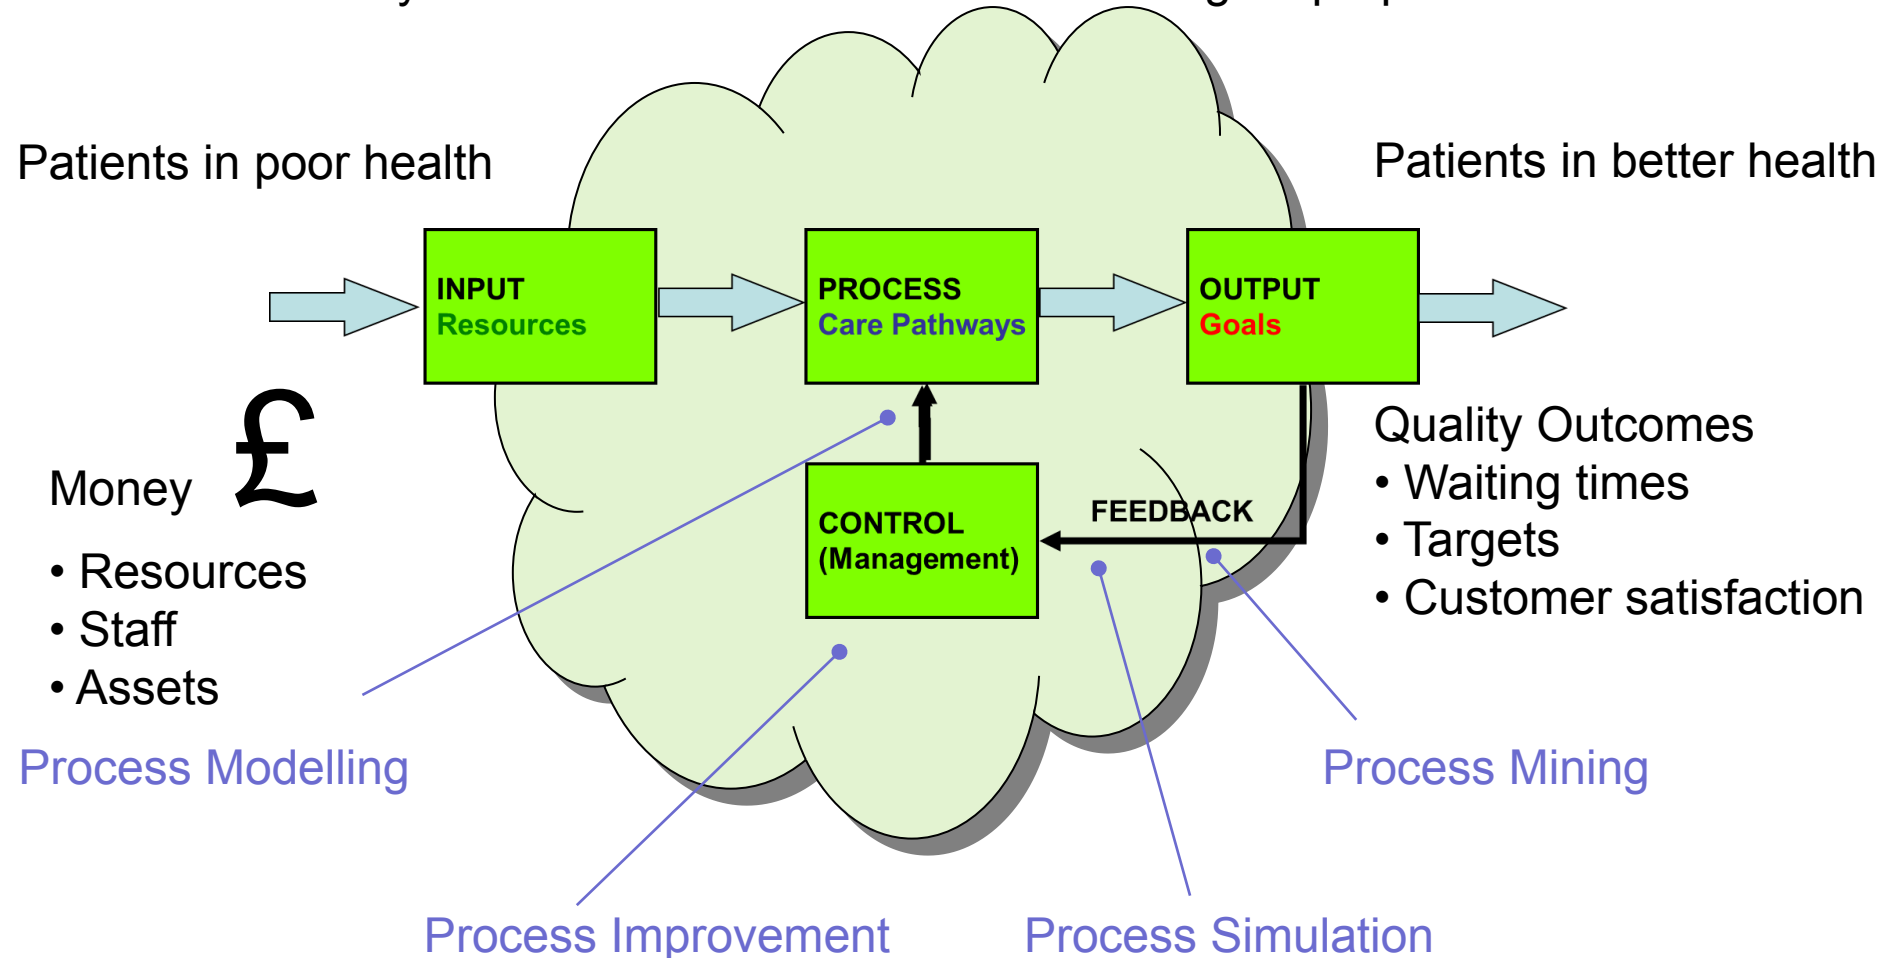 Patients in poor health
Patients in better health
INPUT
Resources
PROCESS
Care Pathways
OUTPUT
Goals
Money £
• Resources
• Staff
• Assets
CONTROL
(Management)
FEEDBACK
Quality Outcomes
• Waiting times
• Targets
• Customer satisfaction
Process Modelling
Process Mining
Process Improvement
Process Simulation